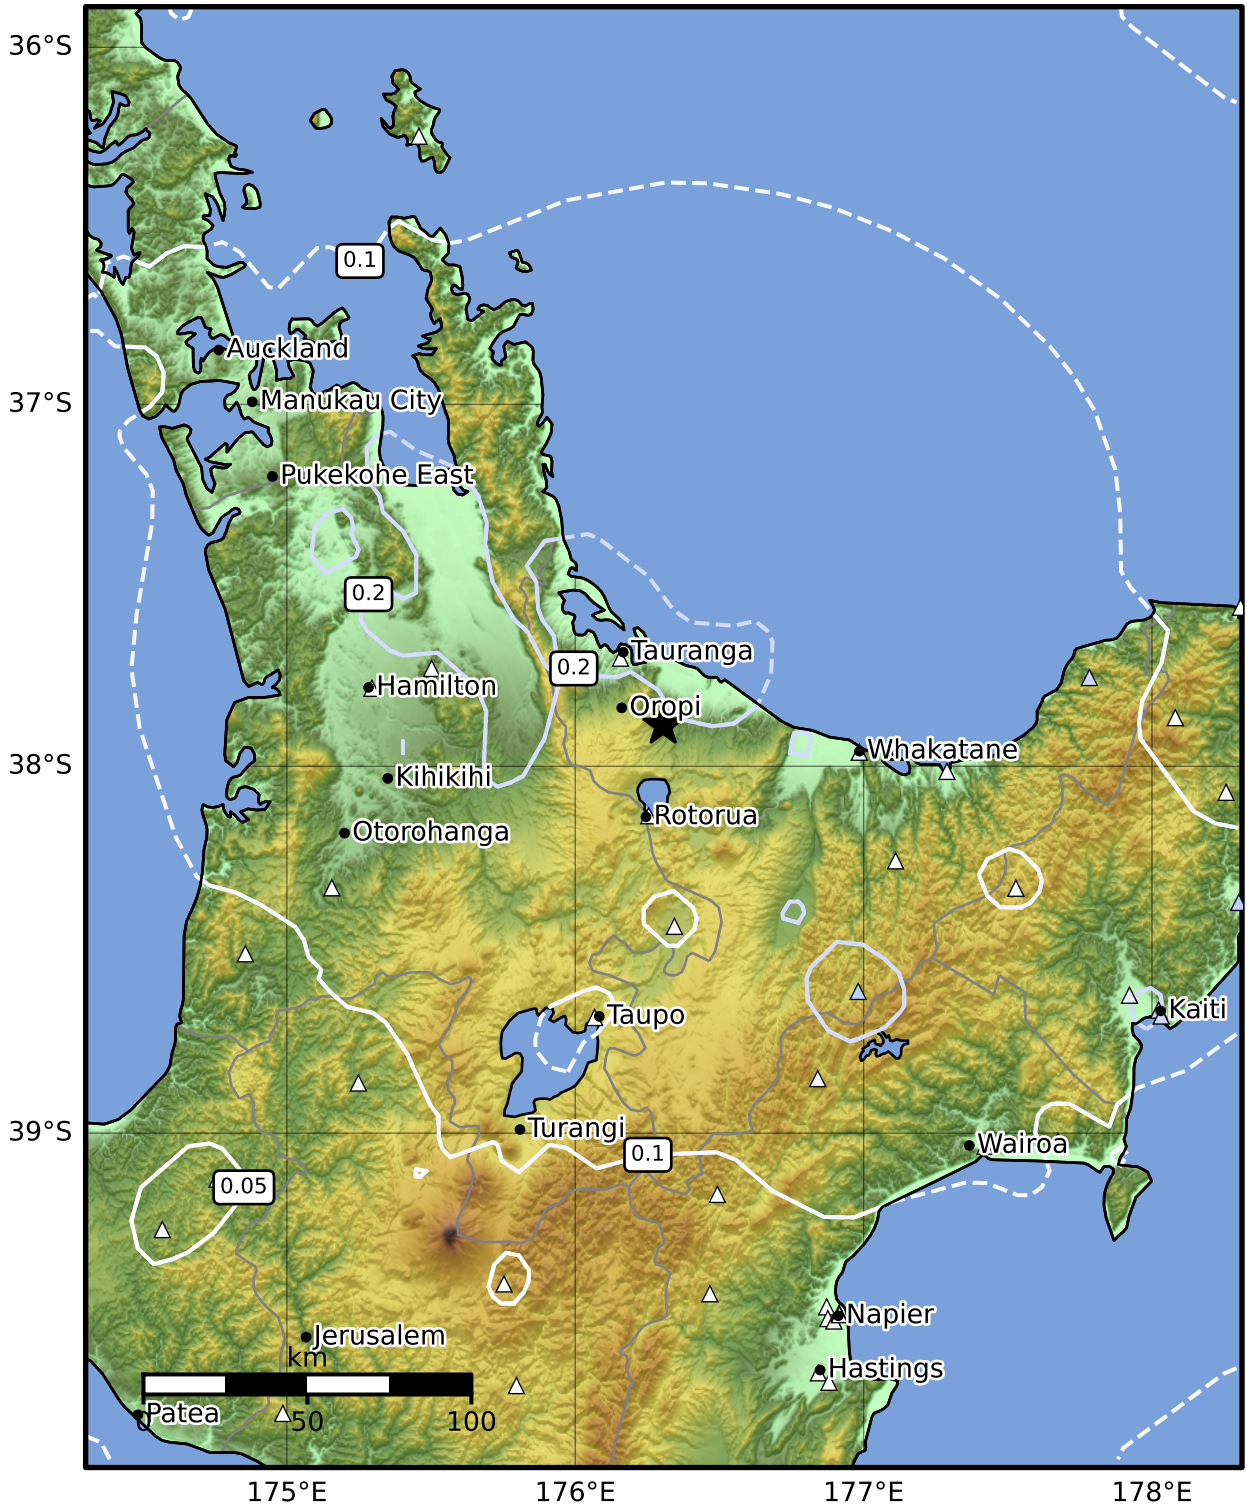 36°S
0.1
Auckland
Manukau City
37°S
Pukekohe East
0.2
Tauranga
0.2
Hamilton
Oropi
Whakatane
38°S
Kihikihi
Rotorua
Otorohanga
Taupo
Kaiti
Turangi
39°S
Wairoa
0.1
0.05
Napier
Jerusalem
km
Hastings
Patea
0 50 100
175°E 176°E 177°E 178°E